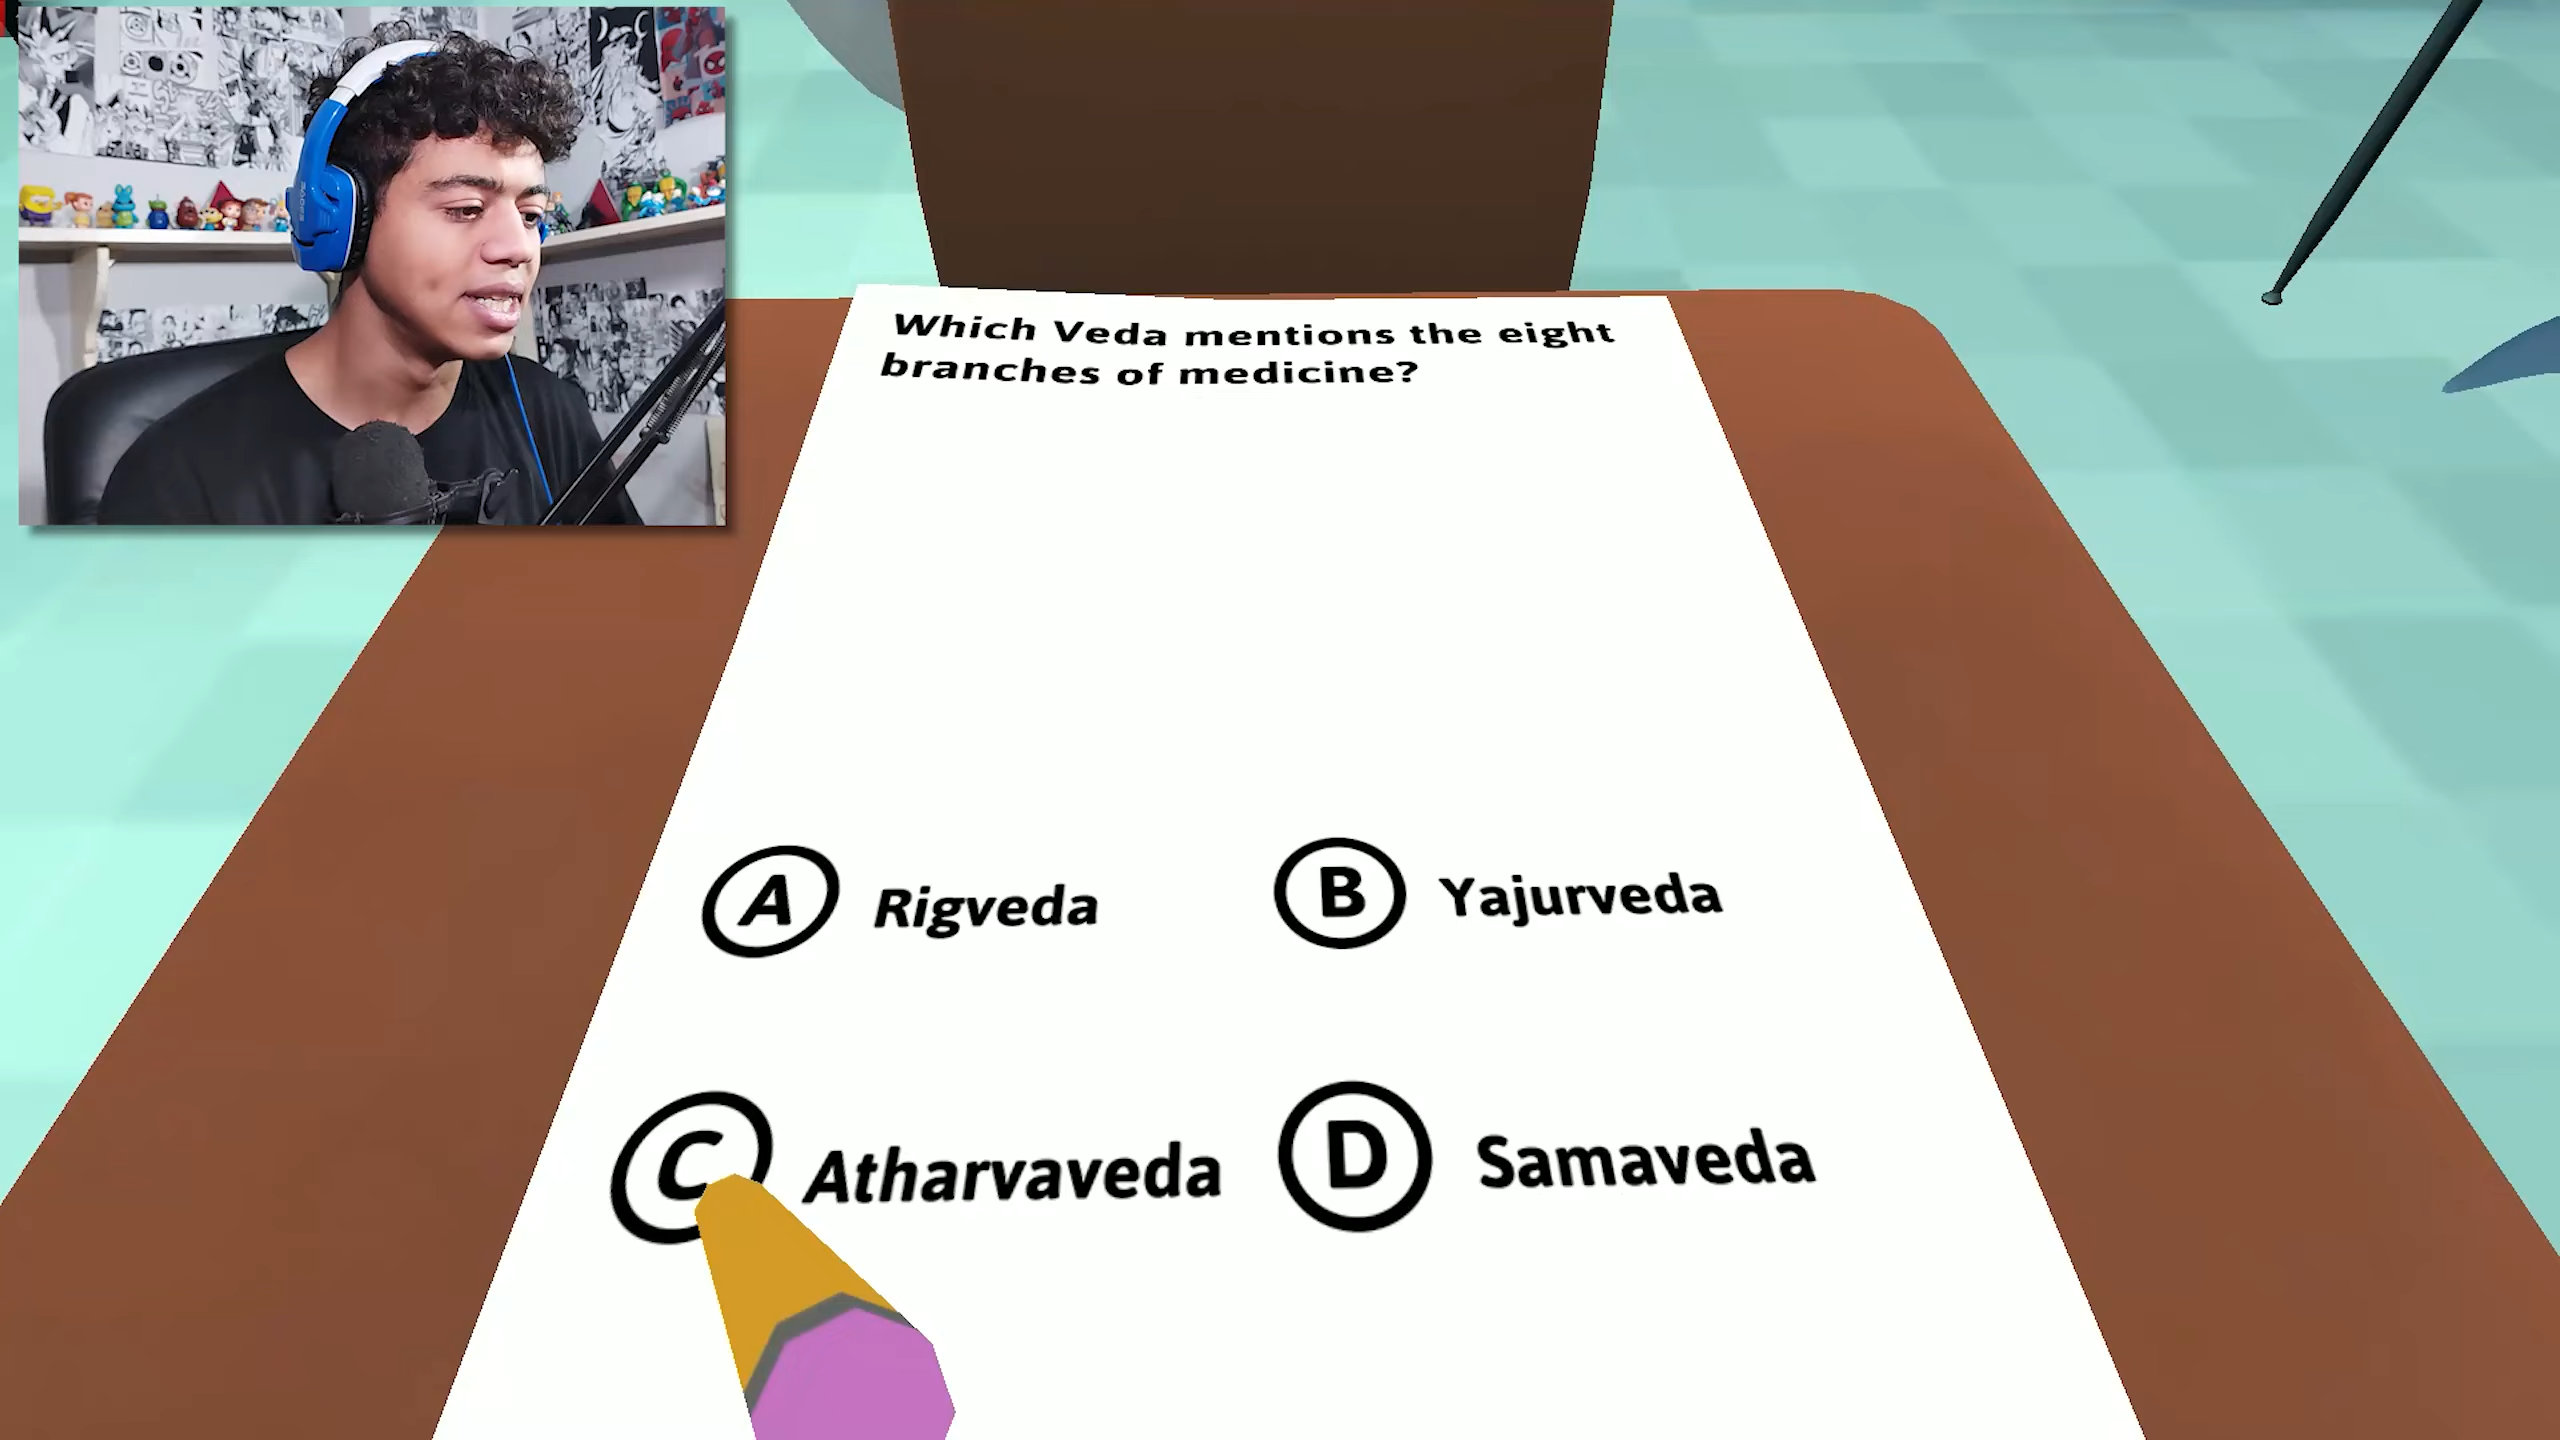 Which Veda mentions the eight
branches of medicine?
A Rigveda
B Yajurveda
C Atharvaveda
D Samaveda